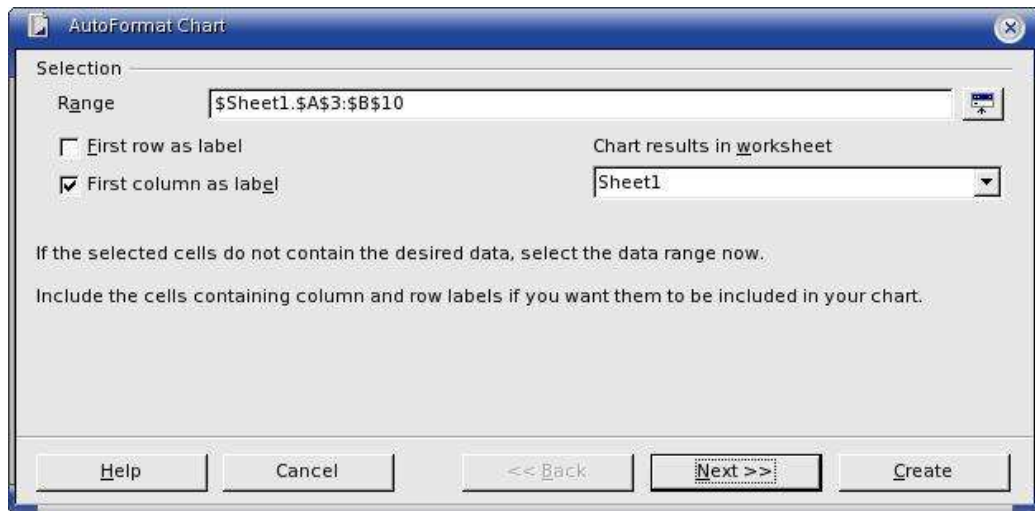 AutoFormat Chart
Selection
Range $Sheet1.$A$3:$B$10
First row as label Chart results in worksheet
First column as label Sheet1
If the selected cells do not contain the desired data, select the data range now.
Include the cells containing column and row labels if you want them to be included in your chart.
Help Cancel << Back Next >> Create